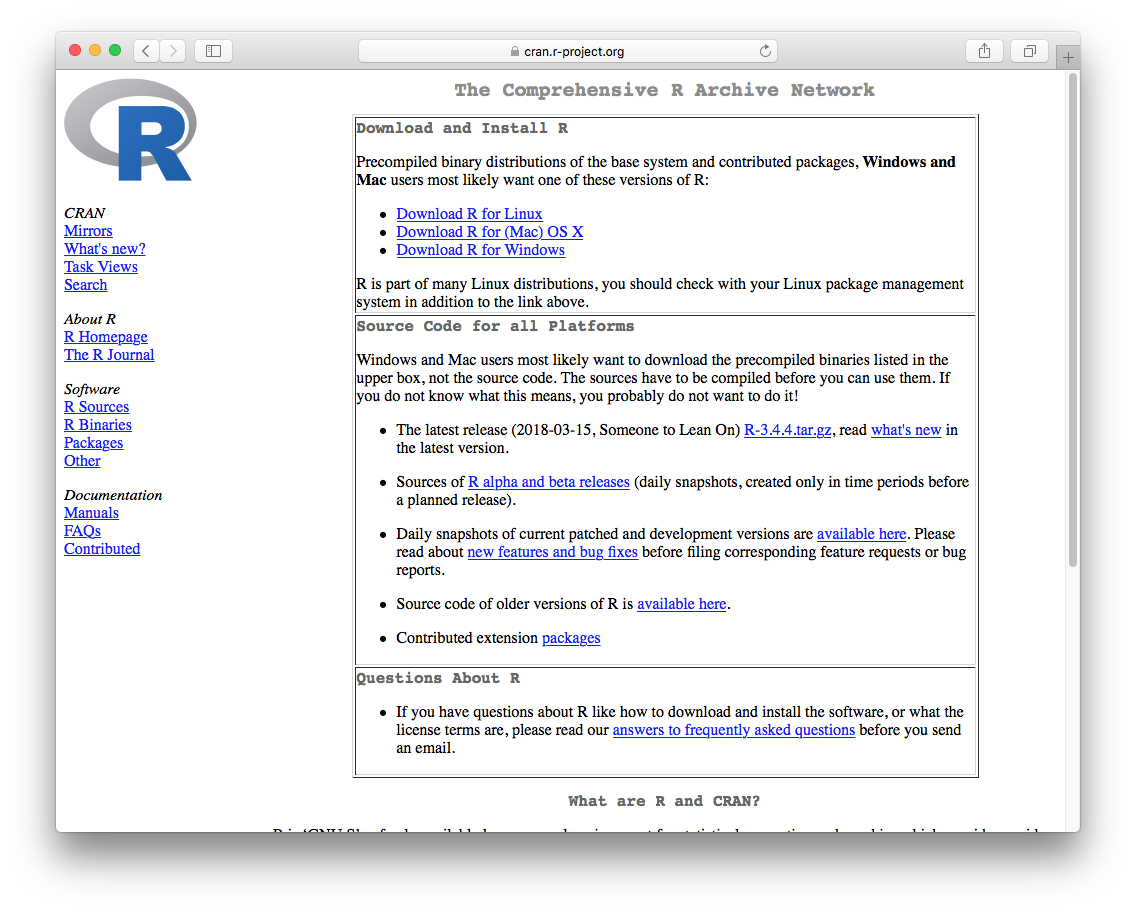 cran.r-project.org
R
CRAN
Mirrors
What's new?
Task Views
Search
About R
R Homepage
The R Journal
Software
R Sources
R Binaries
Packages
Other
Documentation
Manuals
FAQs
Contributed
The Comprehensive R Archive Network
Download and Install R
Precompiled binary distributions of the base system and contributed packages, Windows and
Mac users most likely want one of these versions of R:
Download R for Linux
Download R for (Mac) OS X
Download R for Windows
R is part of many Linux distributions, you should check with your Linux package management
system in addition to the link above.
Source Code for all Platforms
Windows and Mac users most likely want to download the precompiled binaries listed in the
upper box, not the source code. The sources have to be compiled before you can use them. If
you do not know what this means, you probably do not want to do it!
The latest release (2018-03-15, Someone to Lean On) R-3.4.4.tar.gz, read what's new in
the latest version.
Sources of R alpha and beta releases (daily snapshots, created only in time periods before
a planned release).
Daily snapshots of current patched and development versions are available here. Please
read about new features and bug fixes before filing corresponding feature requests or bug
reports.
Source code of older versions of R is available here.
Contributed extension packages
Questions About R
If you have questions about R like how to download and install the software, or what the
license terms are, please read our answers to frequently asked questions before you send
an email.
What are R and CRAN?